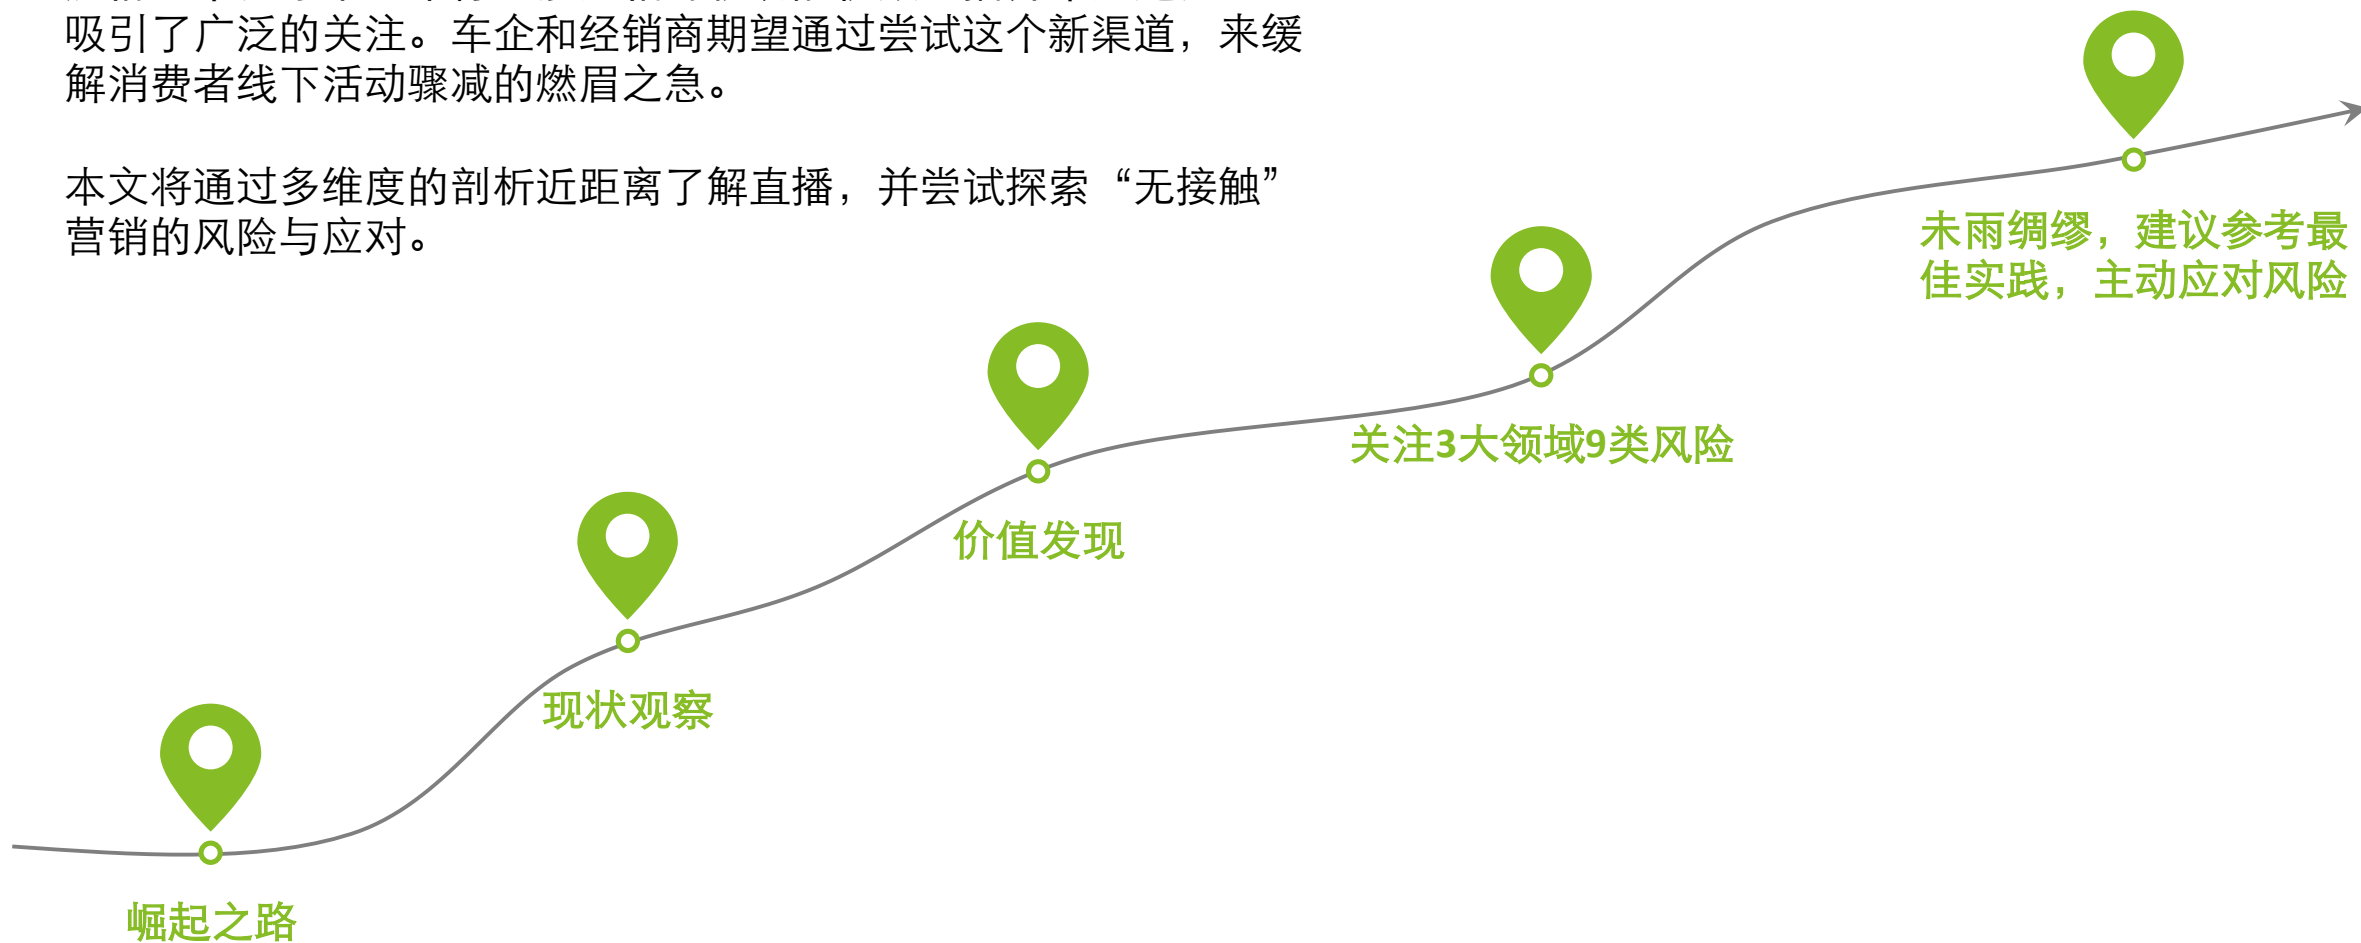 吸引了广泛的关注。车企和经销商期望通过尝试这个新渠道，来缓
解消费者线下活动骤减的燃眉之急。
本文将通过多维度的剖析近距离了解直播，并尝试探索“无接触”
营销的风险与应对。
未雨绸缪，建议参考最
佳实践，主动应对风险
关注3大领域9类风险
价值发现
现状观察
崛起之路